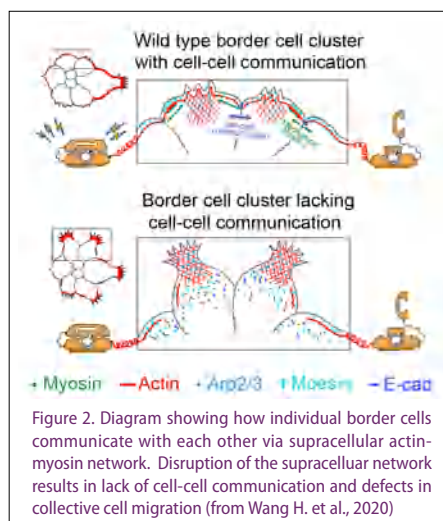 Wild type border cell cluster
with cell-cell communication
Border cell cluster lacking
cell-cell communication
Myosin Actin Arp2/3 Moesin E-cad
Figure 2. Diagram showing how individual border cells
communicate with each other via supracellular actin-
myosin network. Disruption of the supracelluar network
results in lack of cell-cell communication and defects in
collective cell migration (from Wang H. et al., 2020)